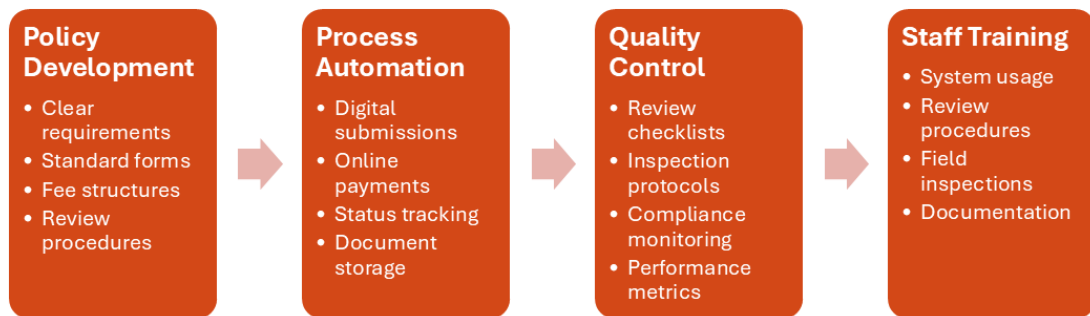 Policy
Development
• Clear
requirements
• Standard forms
• Fee structures
• Review
procedures
Process
Automation
• Digital
submissions
• Online
payments
• Status tracking
• Document
storage
Quality
Control
• Review
checklists
• Inspection
protocols
• Compliance
monitoring
• Performance
metrics
Staff Training
• System usage
• Review
procedures
• Field
inspections
• Documentation